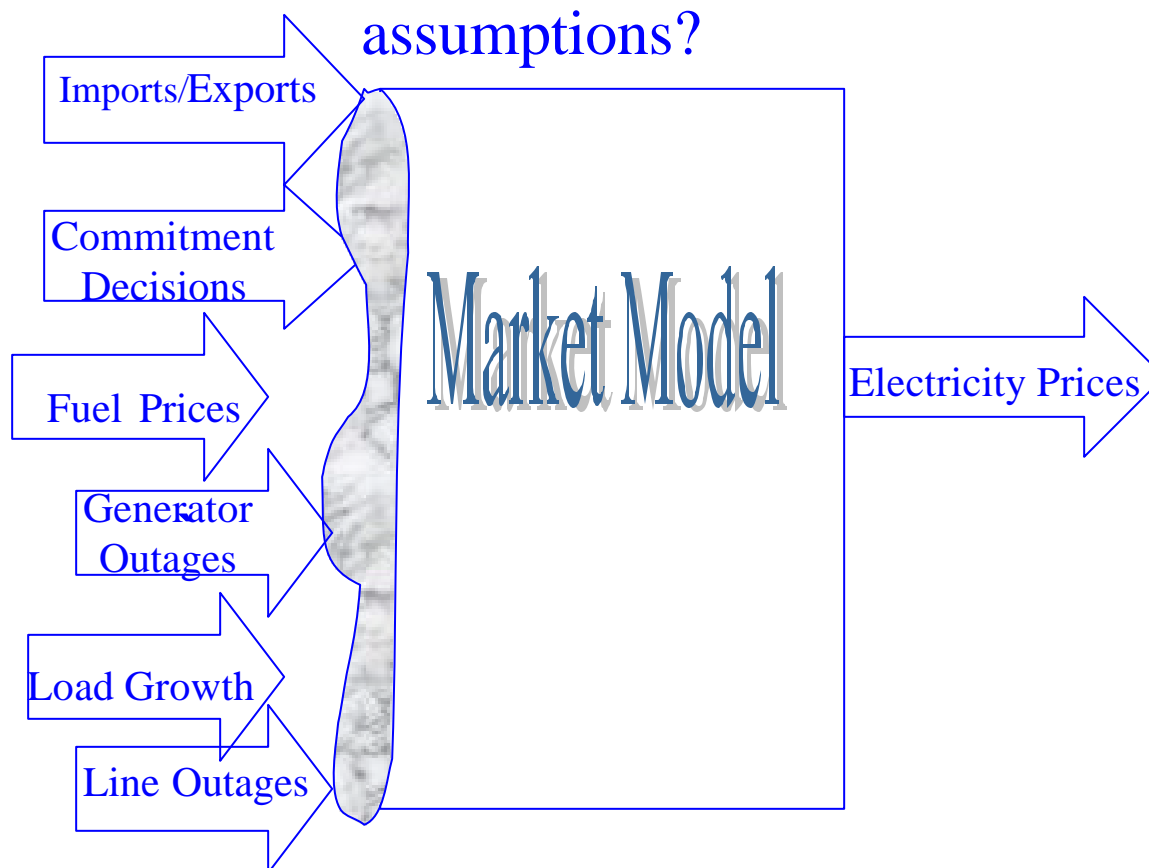 assumptions?
Imports/Exports
Commitment
Decisions
Fuel Prices
Generator
Outages
Load Growth
Line Outages
Market Model
Electricity Prices